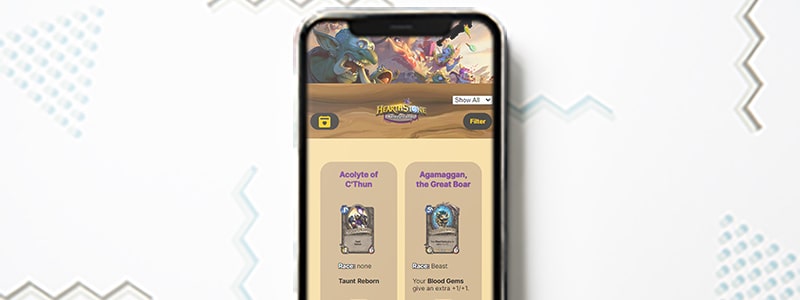 Show All
HEARTHSTONE
Filter
Acolyte of
C'Thun
Agamaggan,
the Great Boar
Race: none
Race: Beast
Taunt Reborn
Your Blood Gems
give an extra +1/+1.